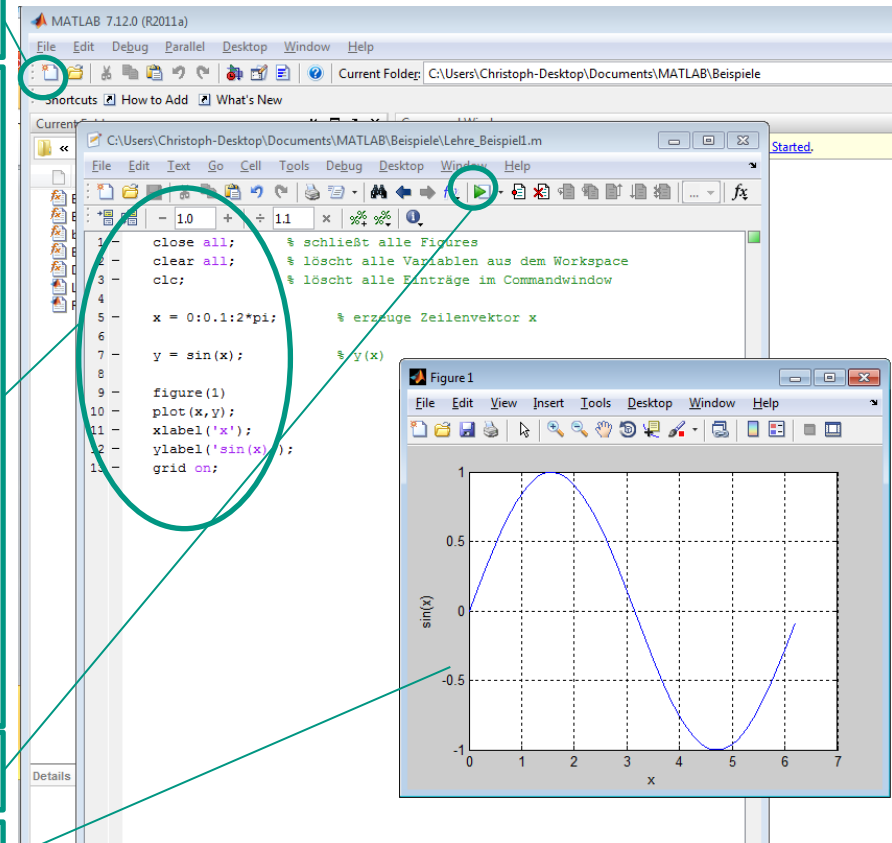 MATLAB 7.12.0 (R2011a)
File Edit Debug Parallel Desktop Window Help
Current Folder: C:\Users\Christoph-Desktop\Documents\MATLAB\Beispiele
Shortcuts How to Add What's New
Current
Started.
C:\Users\Christoph-Desktop\Documents\MATLAB\Beispiele\Lehre_Beispiel1.m
File Edit Text Go Cell Tools Debug Desktop Window Help
fx
− 1.0 + ÷ 1.1 ×
1 − close all; % schließt alle Figures
2 − clear all; % löscht alle Variablen aus dem Workspace
3 − clc; % löscht alle Einträge im Commandwindow
4
5 − x = 0:0.1:2*pi; % erzeuge Zeilenvektor x
6
7 − y = sin(x); % y(x)
8
9 − figure(1)
10 − plot(x,y);
11 − xlabel('x');
12 − ylabel('sin(x)');
13 − grid on;
Figure 1
File Edit View Insert Tools Desktop Window Help
1
0.5
0
-0.5
-1
sin(x)
0 1 2 3 4 5 6 7
x
Details